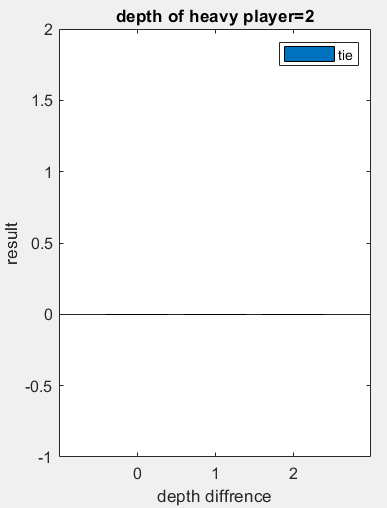 depth of heavy player=2
tie
2
1.5
1
0.5
0
-0.5
-1
result
0 1 2
depth diffrence